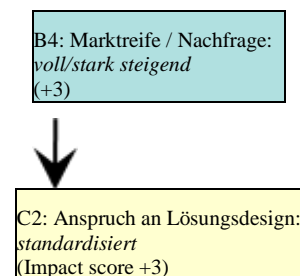 B4: Marktreife / Nachfrage:
voll/stark steigend
(+3)
C2: Anspruch an Lösungsdesign:
standardisiert
(Impact score +3)